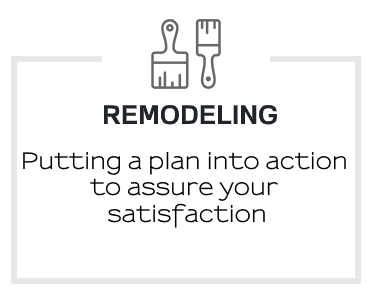 REMODELING
Putting a plan into action
to assure your
satisfaction